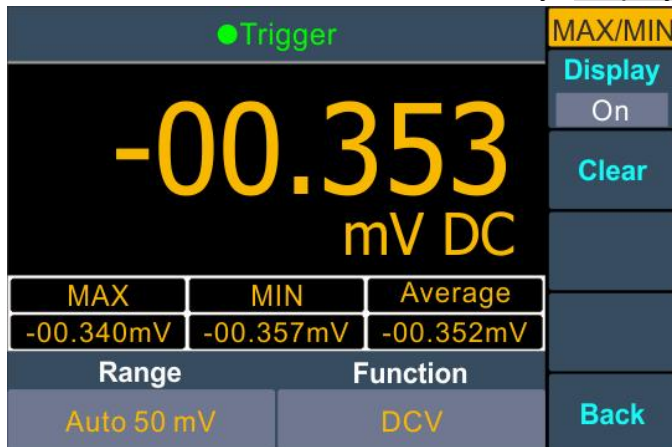 Trigger
MAX/MIN
Display
On
-00.353
mV DC
Clear
MAX MIN Average
-00.340mV -00.357mV -00.352mV
Range Function
Auto 50 mV DCV
Back